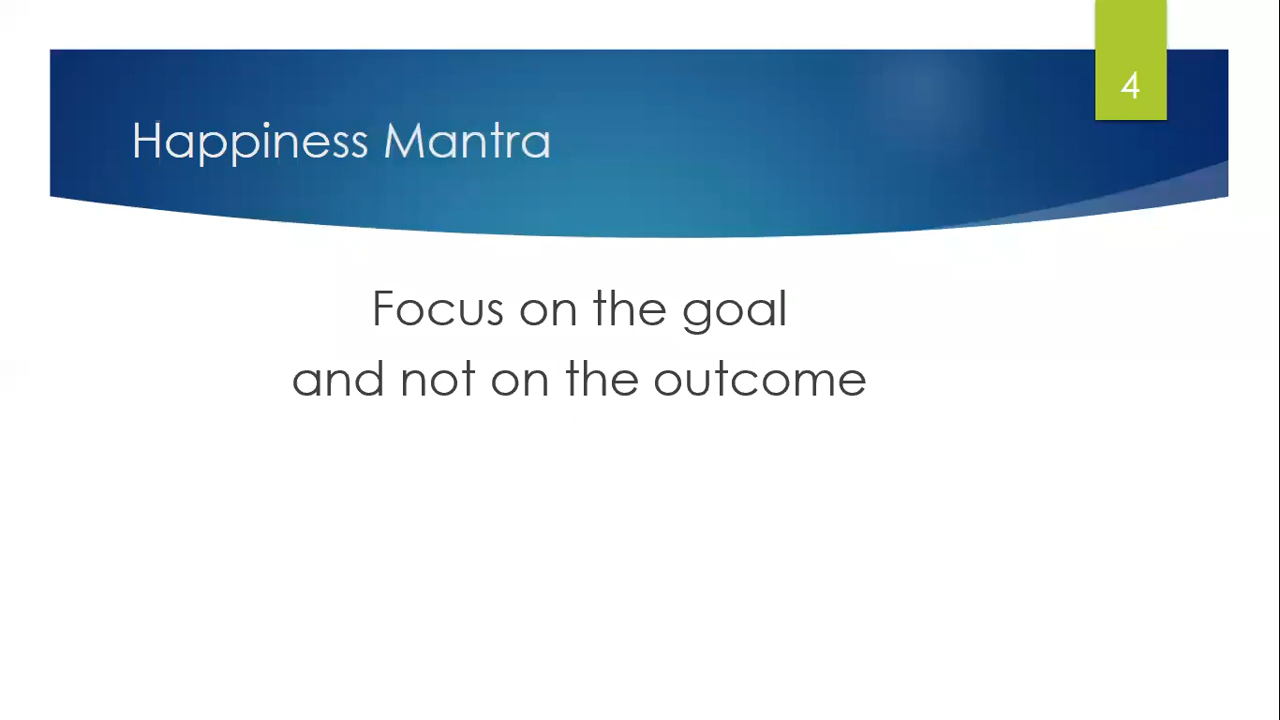 4
Happiness Mantra
Focus on the goal
and not on the outcome